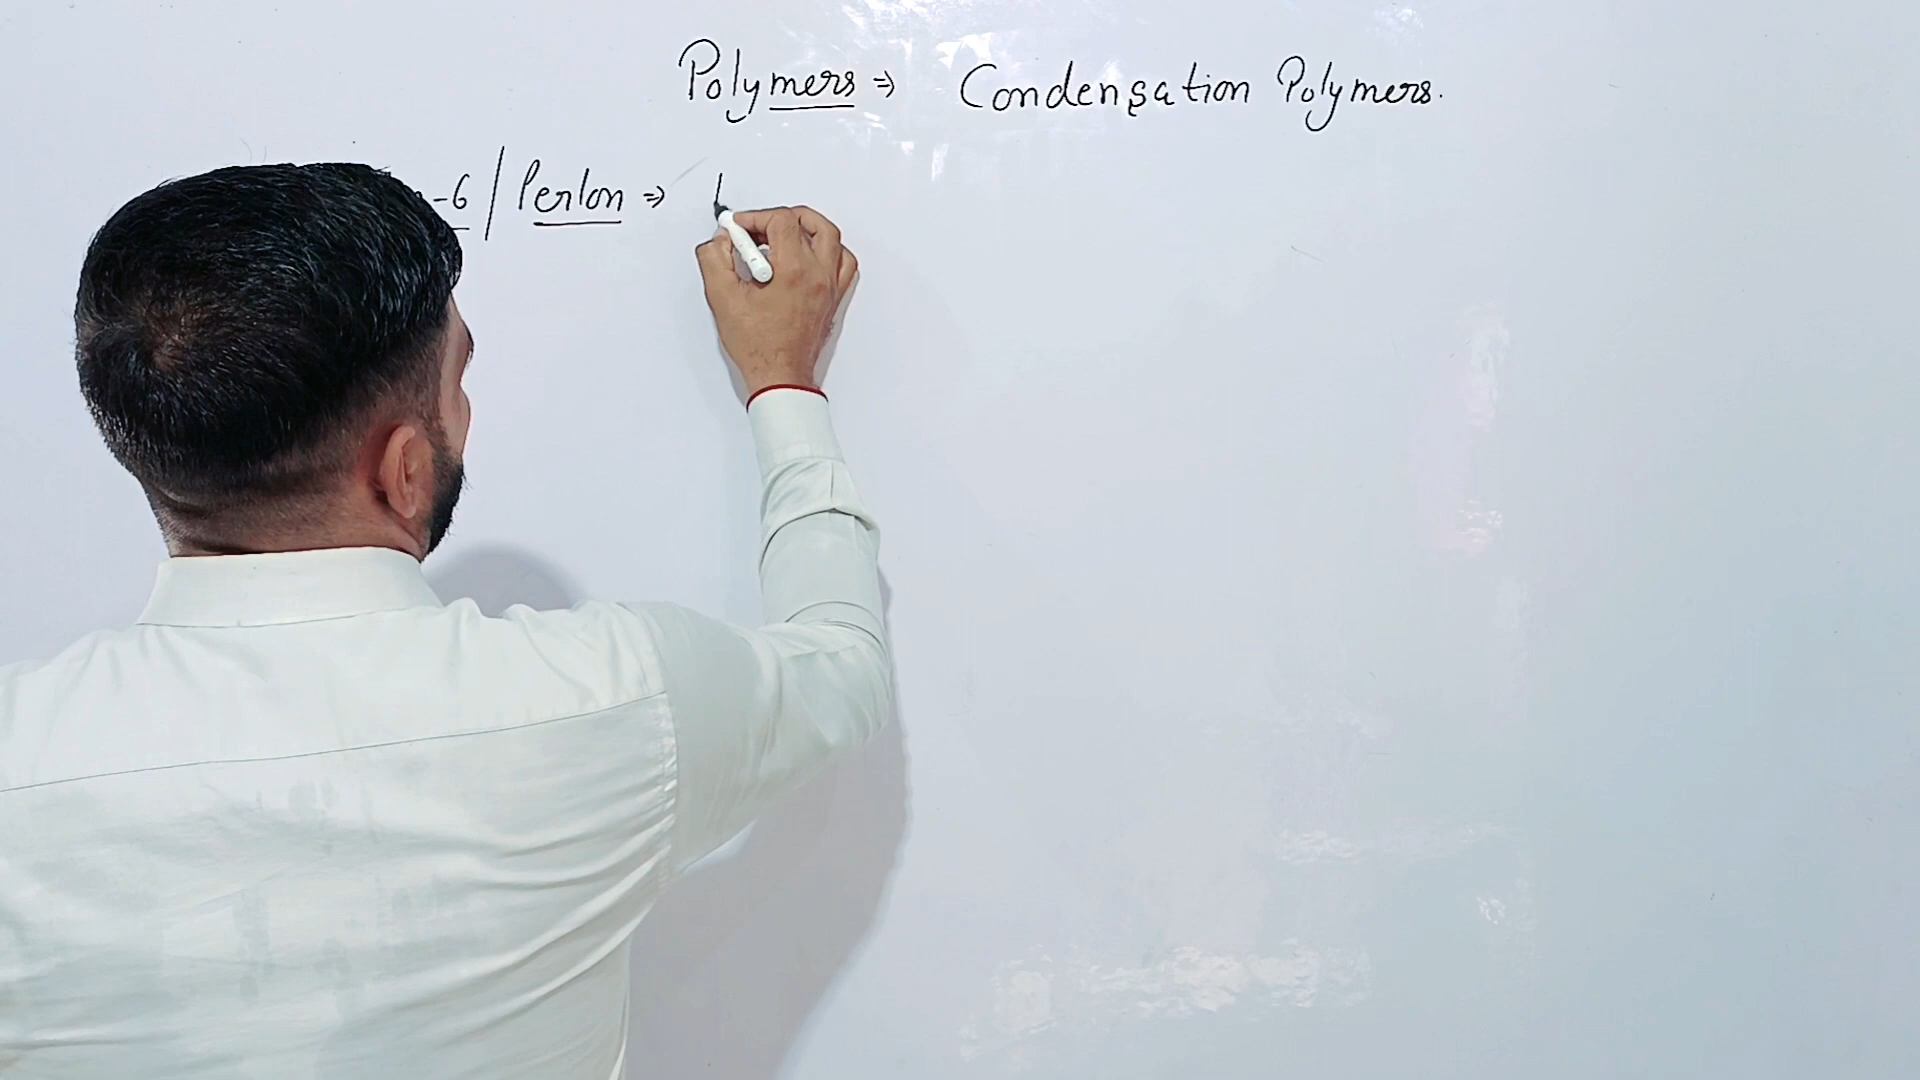 Polymers ⇒ Condensation Polymers.
-6 / Perlon ⇒